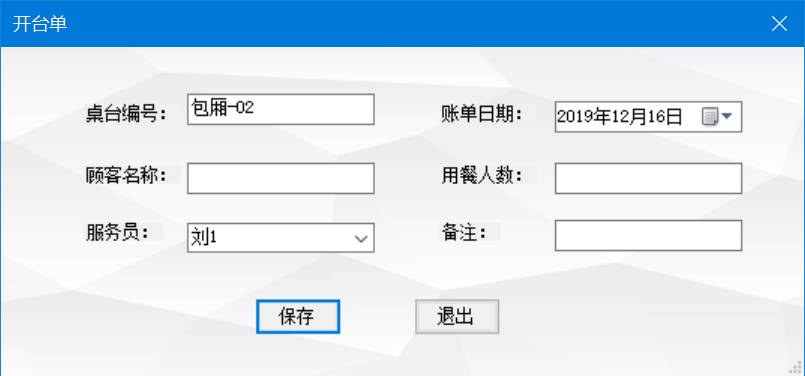 开台单
桌台编号： 包厢-02 账单日期： 2019年12月16日
顾客名称： 用餐人数：
服务员： 刘1 备注：
保存 退出